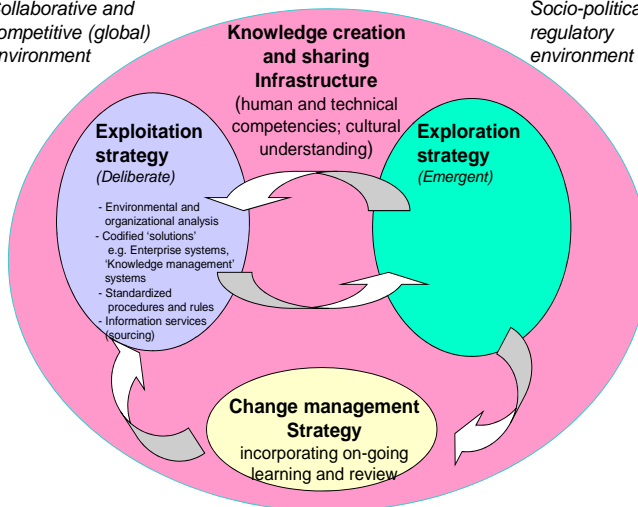 ollaborative and
ompetitive (global)
nvironment
Socio-politica
regulatory
environment
Knowledge creation
and sharing
Infrastructure
(human and technical
competencies; cultural
understanding)
Exploitation
strategy
(Deliberate)
- Environmental and
organizational analysis
- Codified ‘solutions’
e.g. Enterprise systems,
‘Knowledge management’
systems
- Standardized
procedures and rules
- Information services
(sourcing)
Exploration
strategy
(Emergent)
Change management
Strategy
incorporating on-going
learning and review